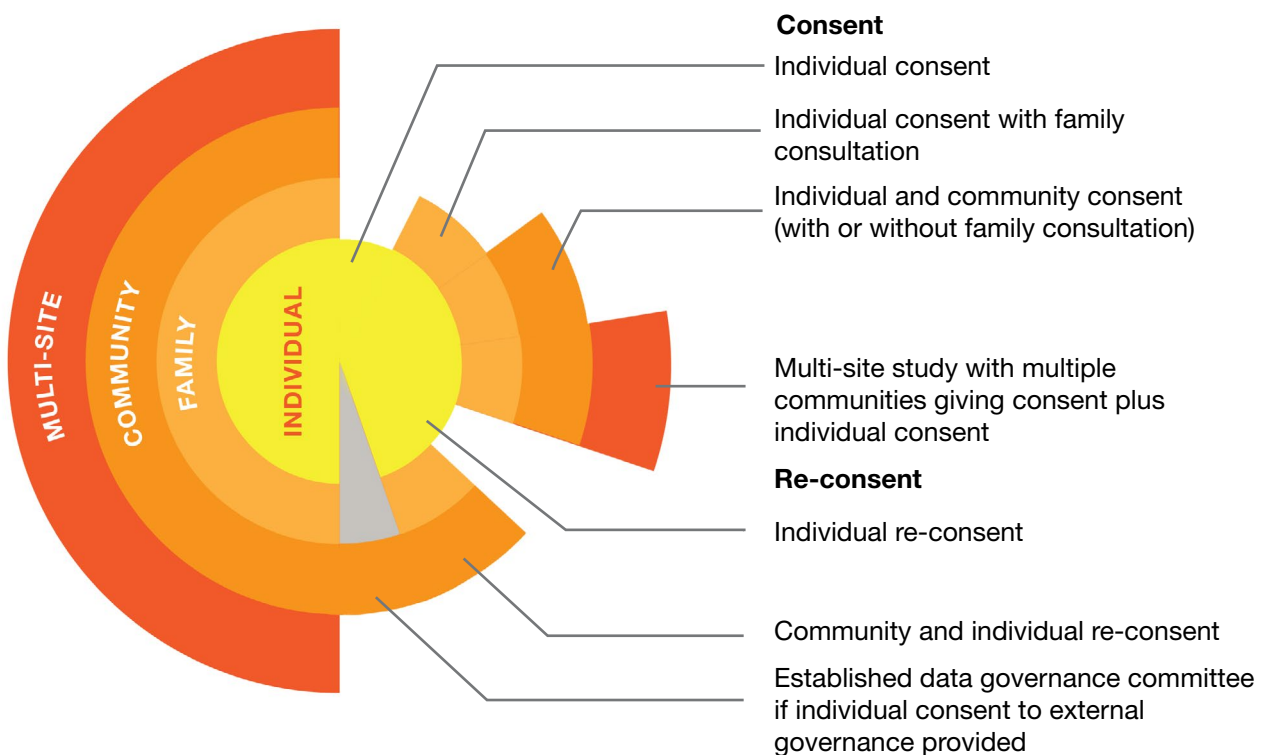 MULTI-SITE
COMMUNITY
FAMILY
INDIVIDUAL
Consent
Individual consent
Individual consent with family
consultation
Individual and community consent
(with or without family consultation)
Multi-site study with multiple
communities giving consent plus
individual consent
Re-consent
Individual re-consent
Community and individual re-consent
Established data governance committee
if individual consent to external
governance provided